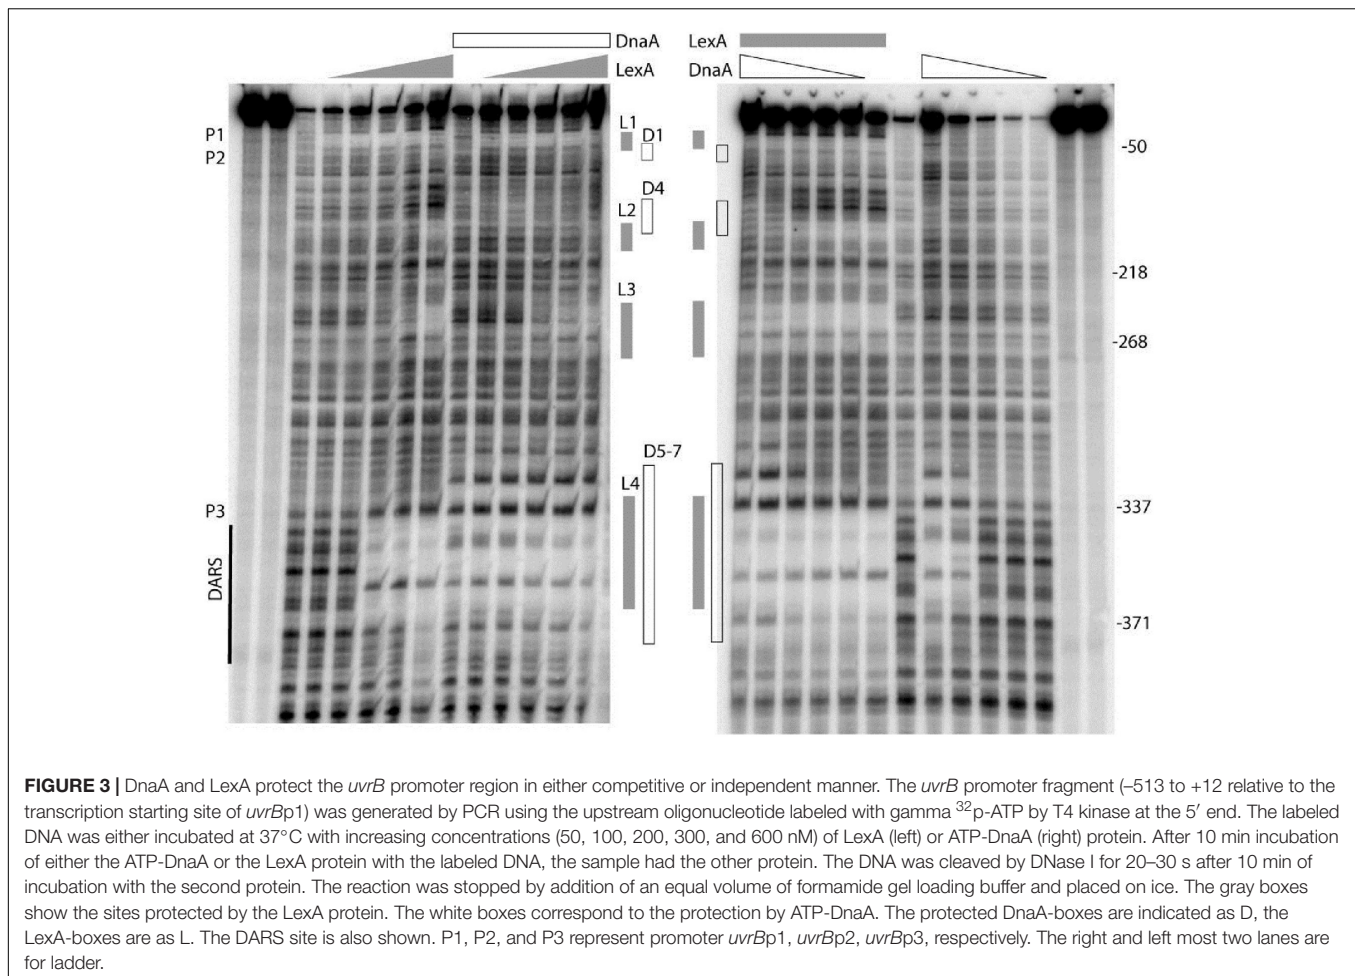 DnaA
LexA
LexA
DnaA
P1
P2
L1
D1
D4
L2
L3
D5-7
L4
P3
DARS
-50
-218
-268
-337
-371
FIGURE 3 | DnaA and LexA protect the uvrB promoter region in either competitive or independent manner. The uvrB promoter fragment (–513 to +12 relative to the
transcription starting site of uvrBp1) was generated by PCR using the upstream oligonucleotide labeled with gamma 32p-ATP by T4 kinase at the 5′ end. The labeled
DNA was either incubated at 37°C with increasing concentrations (50, 100, 200, 300, and 600 nM) of LexA (left) or ATP-DnaA (right) protein. After 10 min incubation
of either the ATP-DnaA or the LexA protein with the labeled DNA, the sample had the other protein. The DNA was cleaved by DNase I for 20–30 s after 10 min of
incubation with the second protein. The reaction was stopped by addition of an equal volume of formamide gel loading buffer and placed on ice. The gray boxes
show the sites protected by the LexA protein. The white boxes correspond to the protection by ATP-DnaA. The protected DnaA-boxes are indicated as D, the
LexA-boxes are as L. The DARS site is also shown. P1, P2, and P3 represent promoter uvrBp1, uvrBp2, uvrBp3, respectively. The right and left most two lanes are
for ladder.